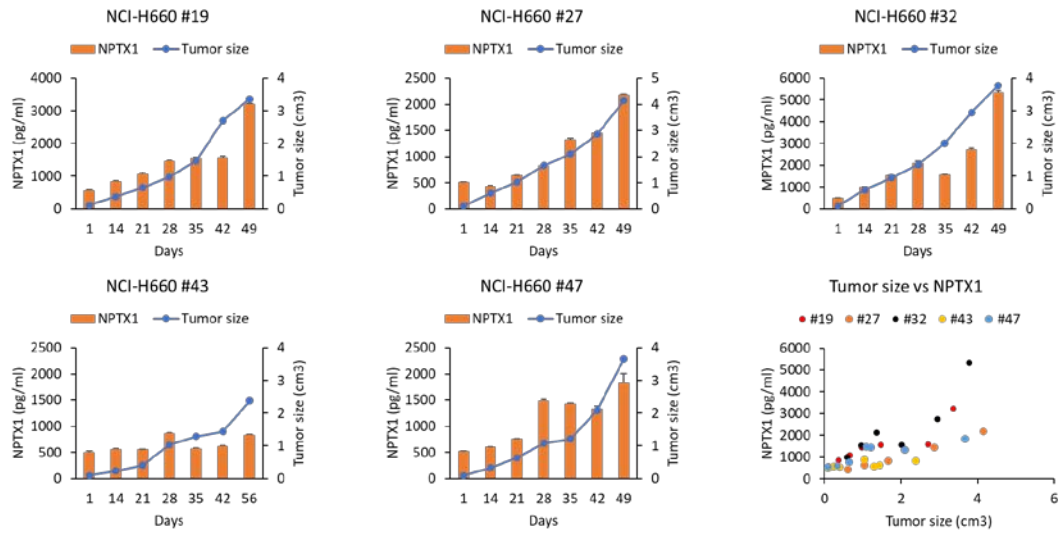 NCI-H660 #19
NPTX1 Tumor size
4000
3000
2000
1000
0
NPTX1 (pg/ml)
4
3
2
1
0
Tumor size (cm3)
1 14 21 28 35 42 49
Days
NCI-H660 #27
NPTX1 Tumor size
2500
2000
1500
1000
500
0
NPTX1 (pg/ml)
5
4
3
2
1
0
Tumor size (cm3)
1 14 21 28 35 42 49
Days
NCI-H660 #32
NPTX1 Tumor size
6000
5000
4000
3000
2000
1000
0
MPTX1 (pg/ml)
4
3
2
1
0
Tumor size (cm3)
1 14 21 28 35 42 49
Days
NCI-H660 #43
NPTX1 Tumor size
2500
2000
1500
1000
500
0
NPTX1 (pg/ml)
4
3
2
1
0
Tumor size (cm3)
1 14 21 28 35 42 56
Days
NCI-H660 #47
NPTX1 Tumor size
2500
2000
1500
1000
500
0
NPTX1 (pg/ml)
4
3
2
1
0
Tumor size (cm3)
1 14 21 28 35 42 49
Days
Tumor size vs NPTX1
#19 #27 #32 #43 #47
6000
5000
4000
3000
2000
1000
0
NPTX1 (pg/ml)
0 2 4 6
Tumor size (cm3)